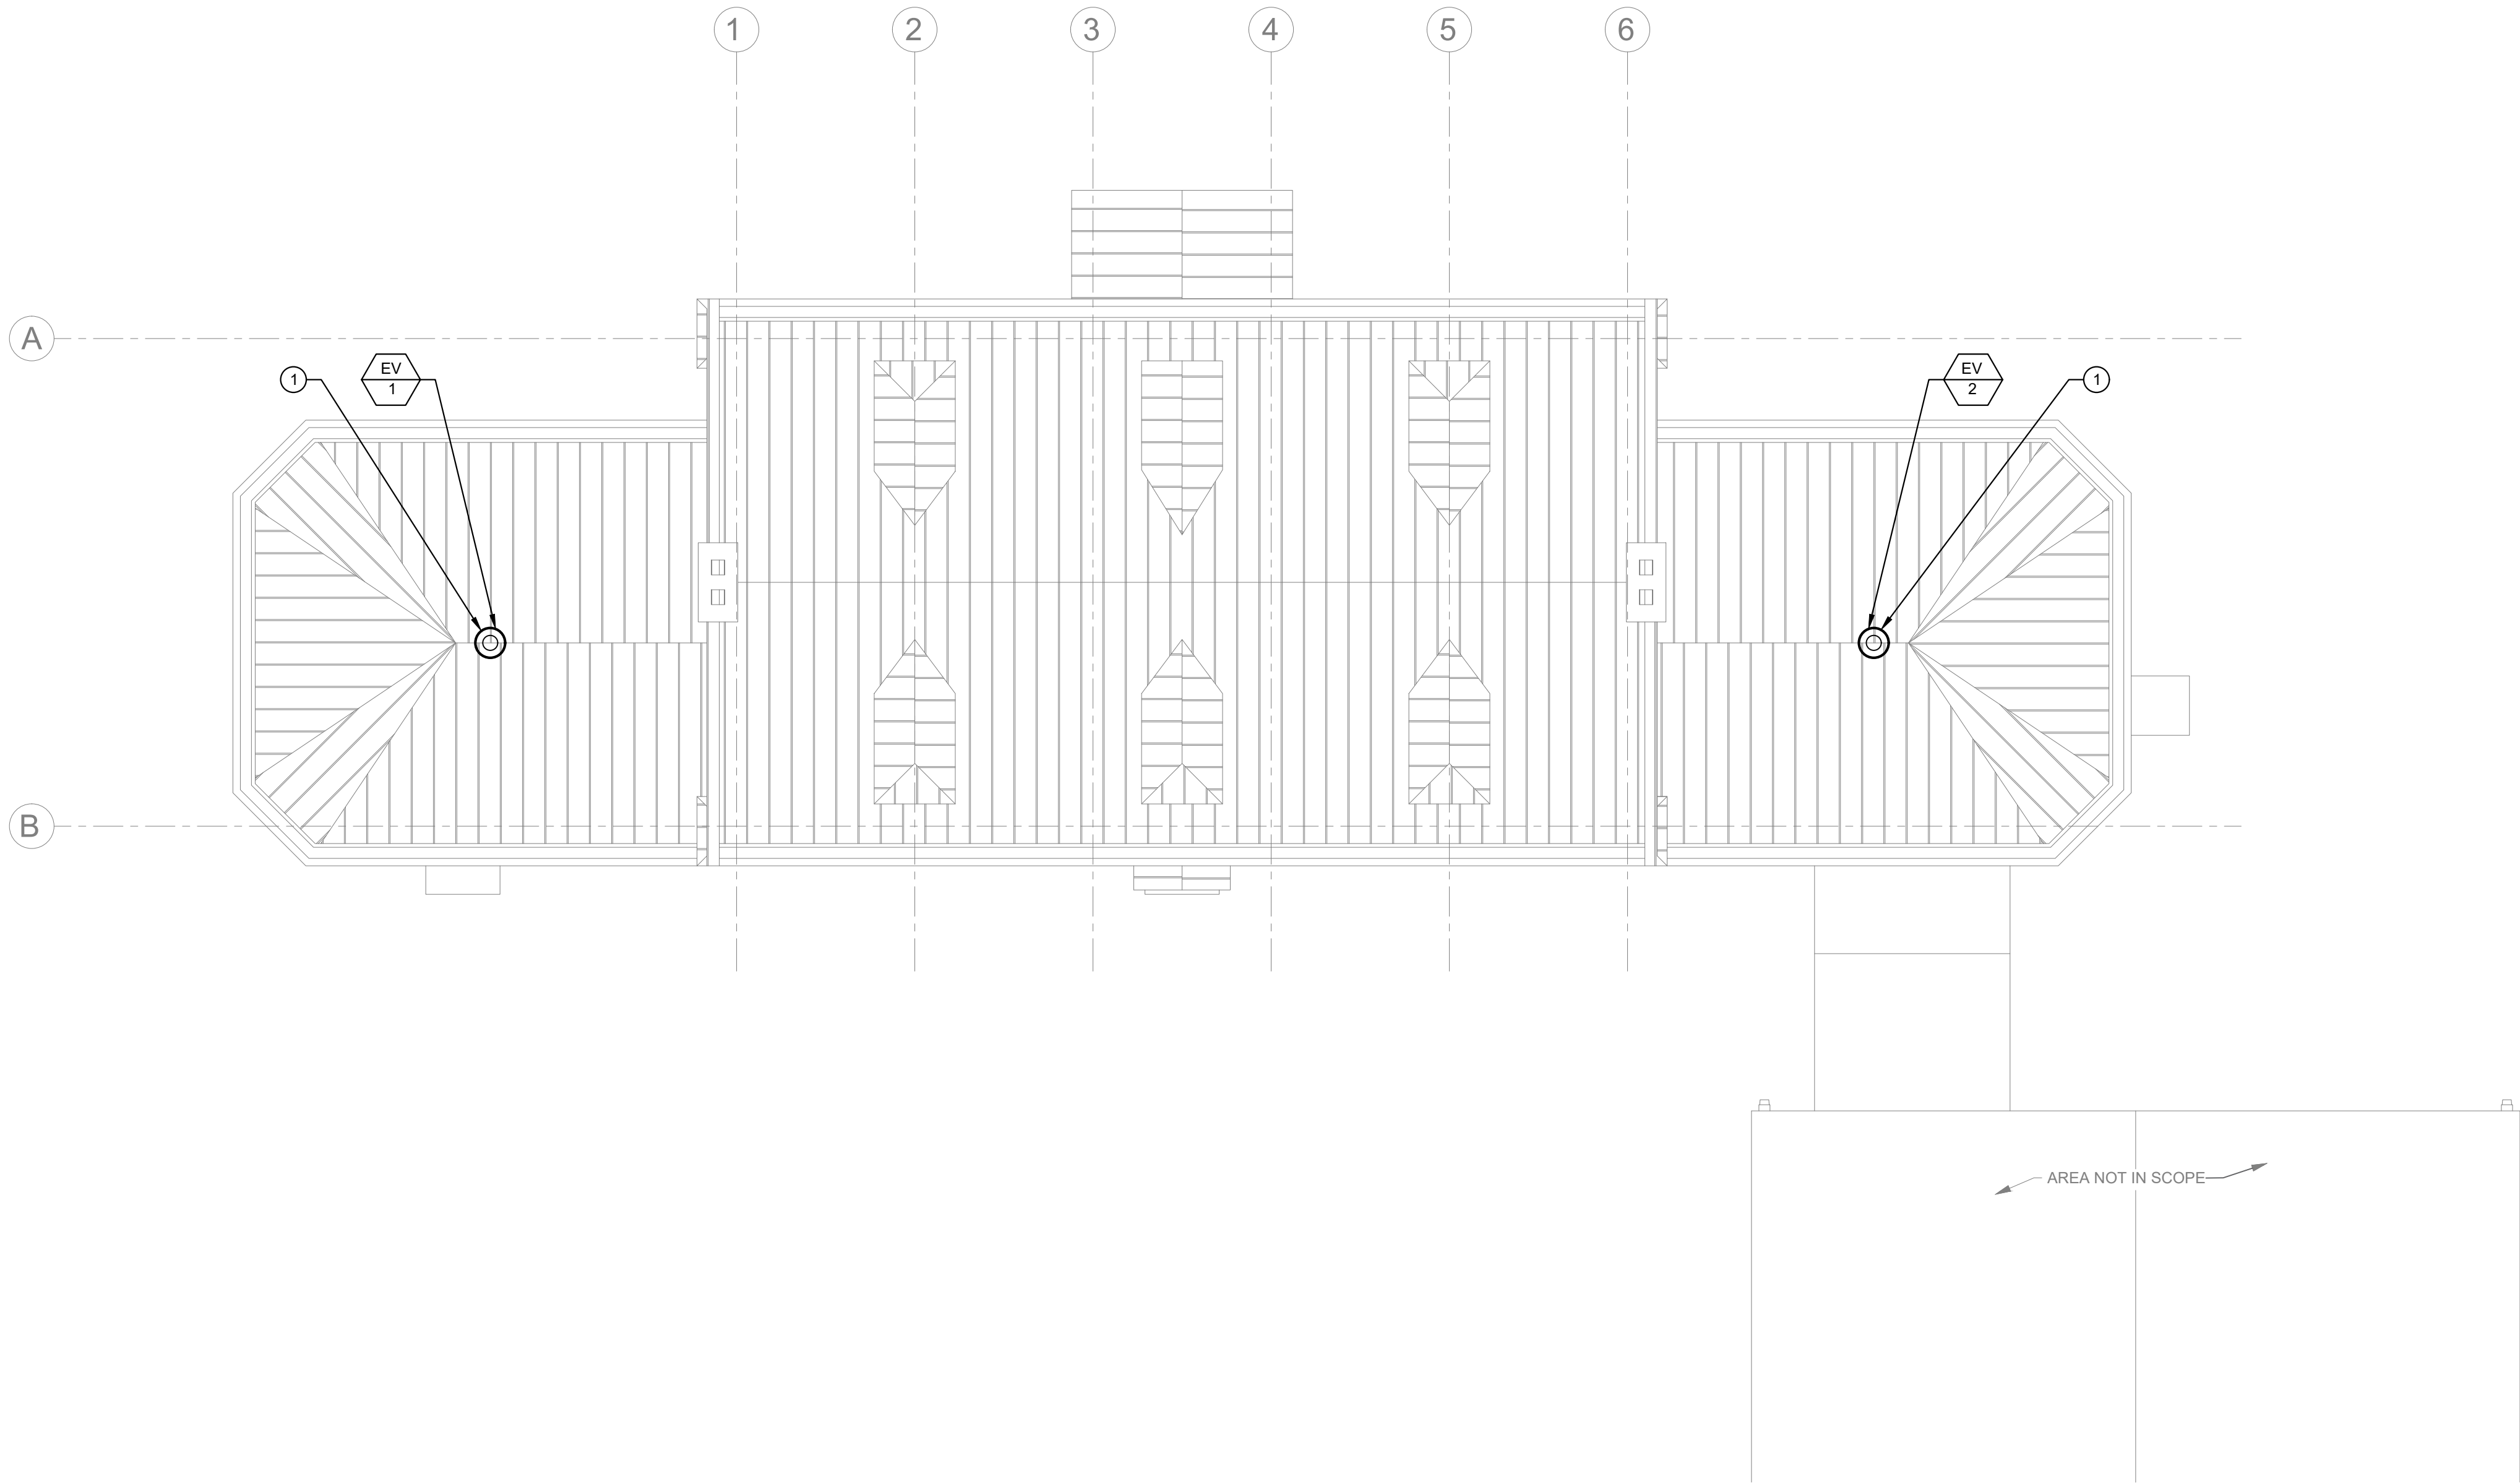 1 2 3 4 5 6
A
1 EV EV 1
1 2
B
AREA NOT IN SCOPE